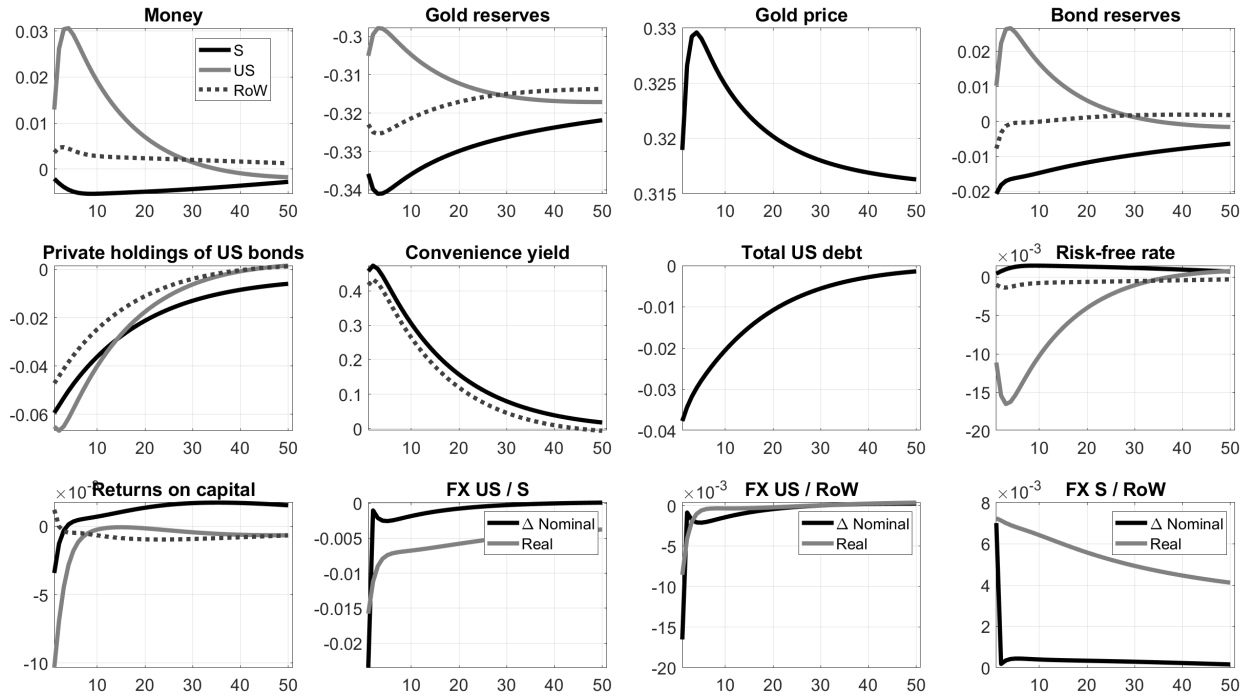 Money
0.03
0.02
0.01
0
10 20 30 40 50
S
US
RoW
Gold reserves
-0.3
-0.31
-0.32
-0.33
-0.34
10 20 30 40 50
Gold price
0.33
0.325
0.32
0.315
10 20 30 40 50
Bond reserves
0.02
0.01
0
-0.01
-0.02
10 20 30 40 50
Private holdings of US bonds
0
-0.02
-0.04
-0.06
10 20 30 40 50
Convenience yield
0.4
0.3
0.2
0.1
0
10 20 30 40 50
Total US debt
0
-0.01
-0.02
-0.03
-0.04
10 20 30 40 50
Risk-free rate
×10⁻³
0
-5
-10
-15
-20
10 20 30 40 50
Returns on capital
0
-5
-10
10 20 30 40 50
FX US / S
0
-0.005
-0.01
-0.015
-0.02
10 20 30 40 50
Δ Nominal
Real
FX US / RoW
×10⁻³
0
-5
-10
-15
-20
10 20 30 40 50
Δ Nominal
Real
FX S / RoW
×10⁻³
8
6
4
2
0
10 20 30 40 50
Δ Nominal
Real